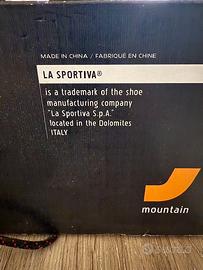 MADE IN CHINA / FABRIQUÉ EN CHINE
LA SPORTIVA®
is a trademark of the shoe
manufacturing company
"La Sportiva S.p.A."
located in the Dolomites
ITALY
mountain